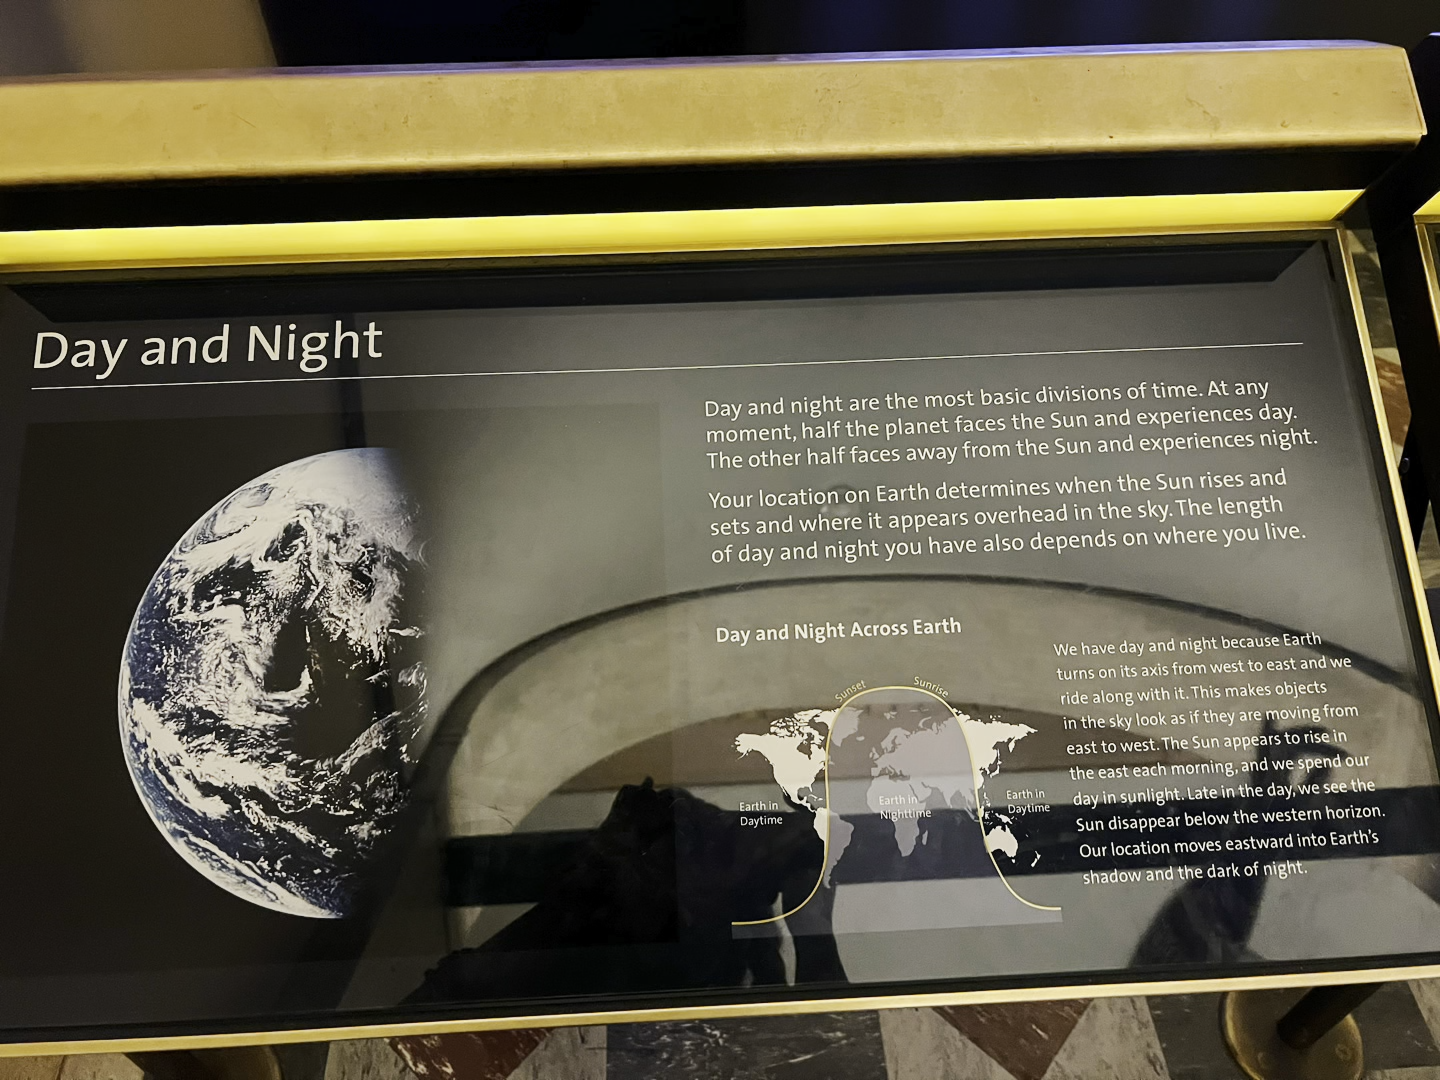 Day and Night
Day and night are the most basic divisions of time. At any
moment, half the planet faces the Sun and experiences day.
The other half faces away from the Sun and experiences night.
Your location on Earth determines when the Sun rises and
sets and where it appears overhead in the sky. The length
of day and night you have also depends on where you live.
Day and Night Across Earth
Sunset
Sunrise
Earth in
Daytime
Earth in
Nighttime
Earth in
Daytime
We have day and night because Earth
turns on its axis from west to east and we
ride along with it. This makes objects
in the sky look as if they are moving from
east to west. The Sun appears to rise in
the east each morning, and we spend our
day in sunlight. Late in the day, we see the
Sun disappear below the western horizon.
Our location moves eastward into Earth's
shadow and the dark of night.